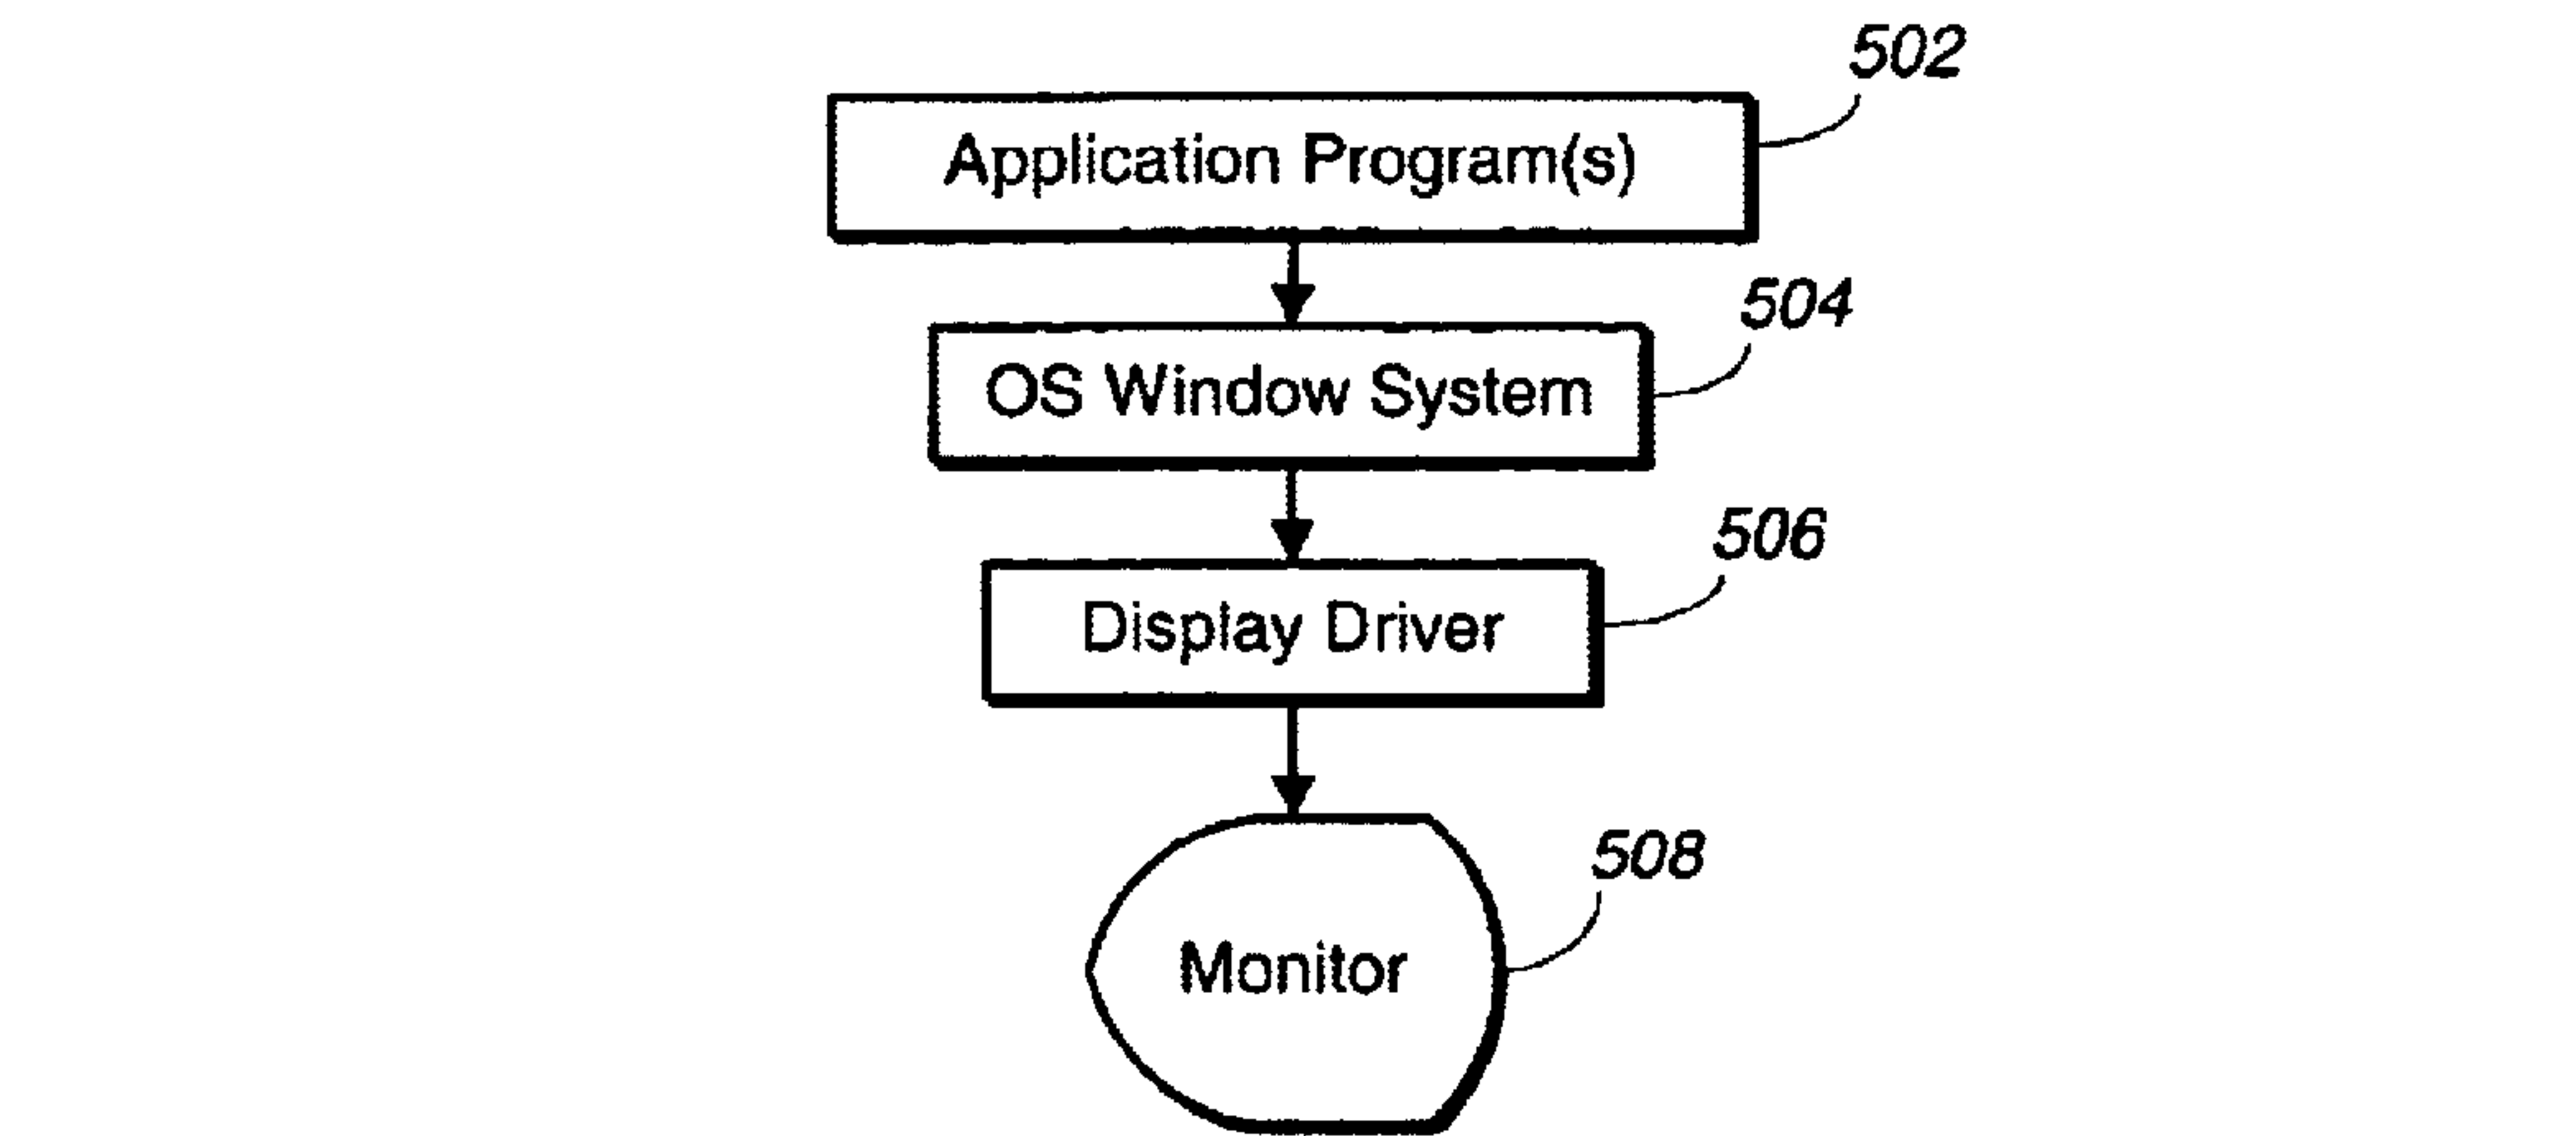 502
Application Program(s)
504
OS Window System
506
Display Driver
508
Monitor